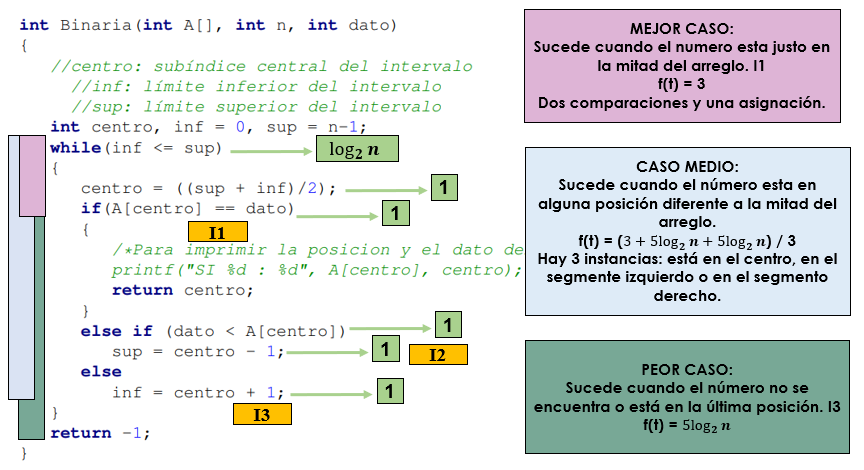 int Binaria(int A[], int n, int dato)
{
//centro: subíndice central del intervalo
//inf: límite inferior del intervalo
//sup: límite superior del intervalo
int centro, inf = 0, sup = n-1;
while(inf <= sup)
log₂ n
{
centro = ((sup + inf)/2);
1
if(A[centro] == dato)
1
I1
{
/*Para imprimir la posicion y el dato de
printf("SI %d : %d", A[centro], centro);
return centro;
}
else if (dato < A[centro])
1
sup = centro - 1;
1
I2
else
inf = centro + 1;
1
I3
}
return -1;
}
MEJOR CASO:
Sucede cuando el numero esta justo en
la mitad del arreglo. I1
f(t) = 3
Dos comparaciones y una asignación.
CASO MEDIO:
Sucede cuando el número esta en
alguna posición diferente a la mitad del
arreglo.
f(t) = (3 + 5log₂ n + 5log₂ n) / 3
Hay 3 instancias: está en el centro, en el
segmente izquierdo o en el segmento
derecho.
PEOR CASO:
Sucede cuando el número no se
encuentra o está en la última posición. I3
f(t) = 5log₂ n